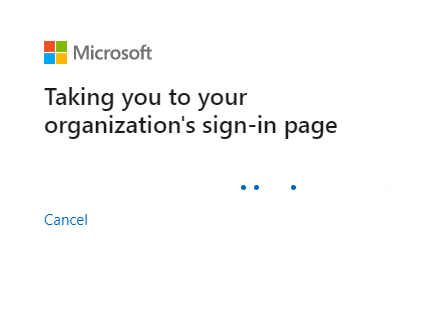 Microsoft
Taking you to your
organization's sign-in page
Cancel